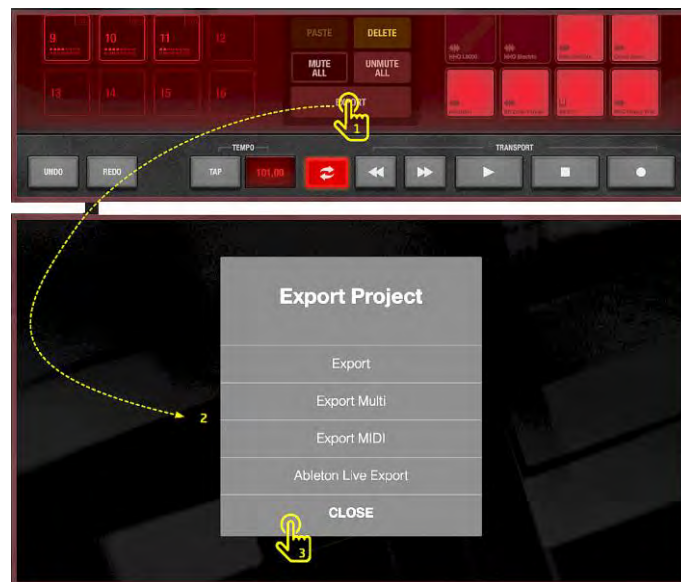 PASTE DELETE
9 10 11 12
MUTE ALL UNMUTE ALL
13 14 15 16
EXPORT
1
TEMPO TRANSPORT
UNDO REDO TAP 101,00
Export Project
Export
Export Multi
2
Export MIDI
Ableton Live Export
CLOSE
3